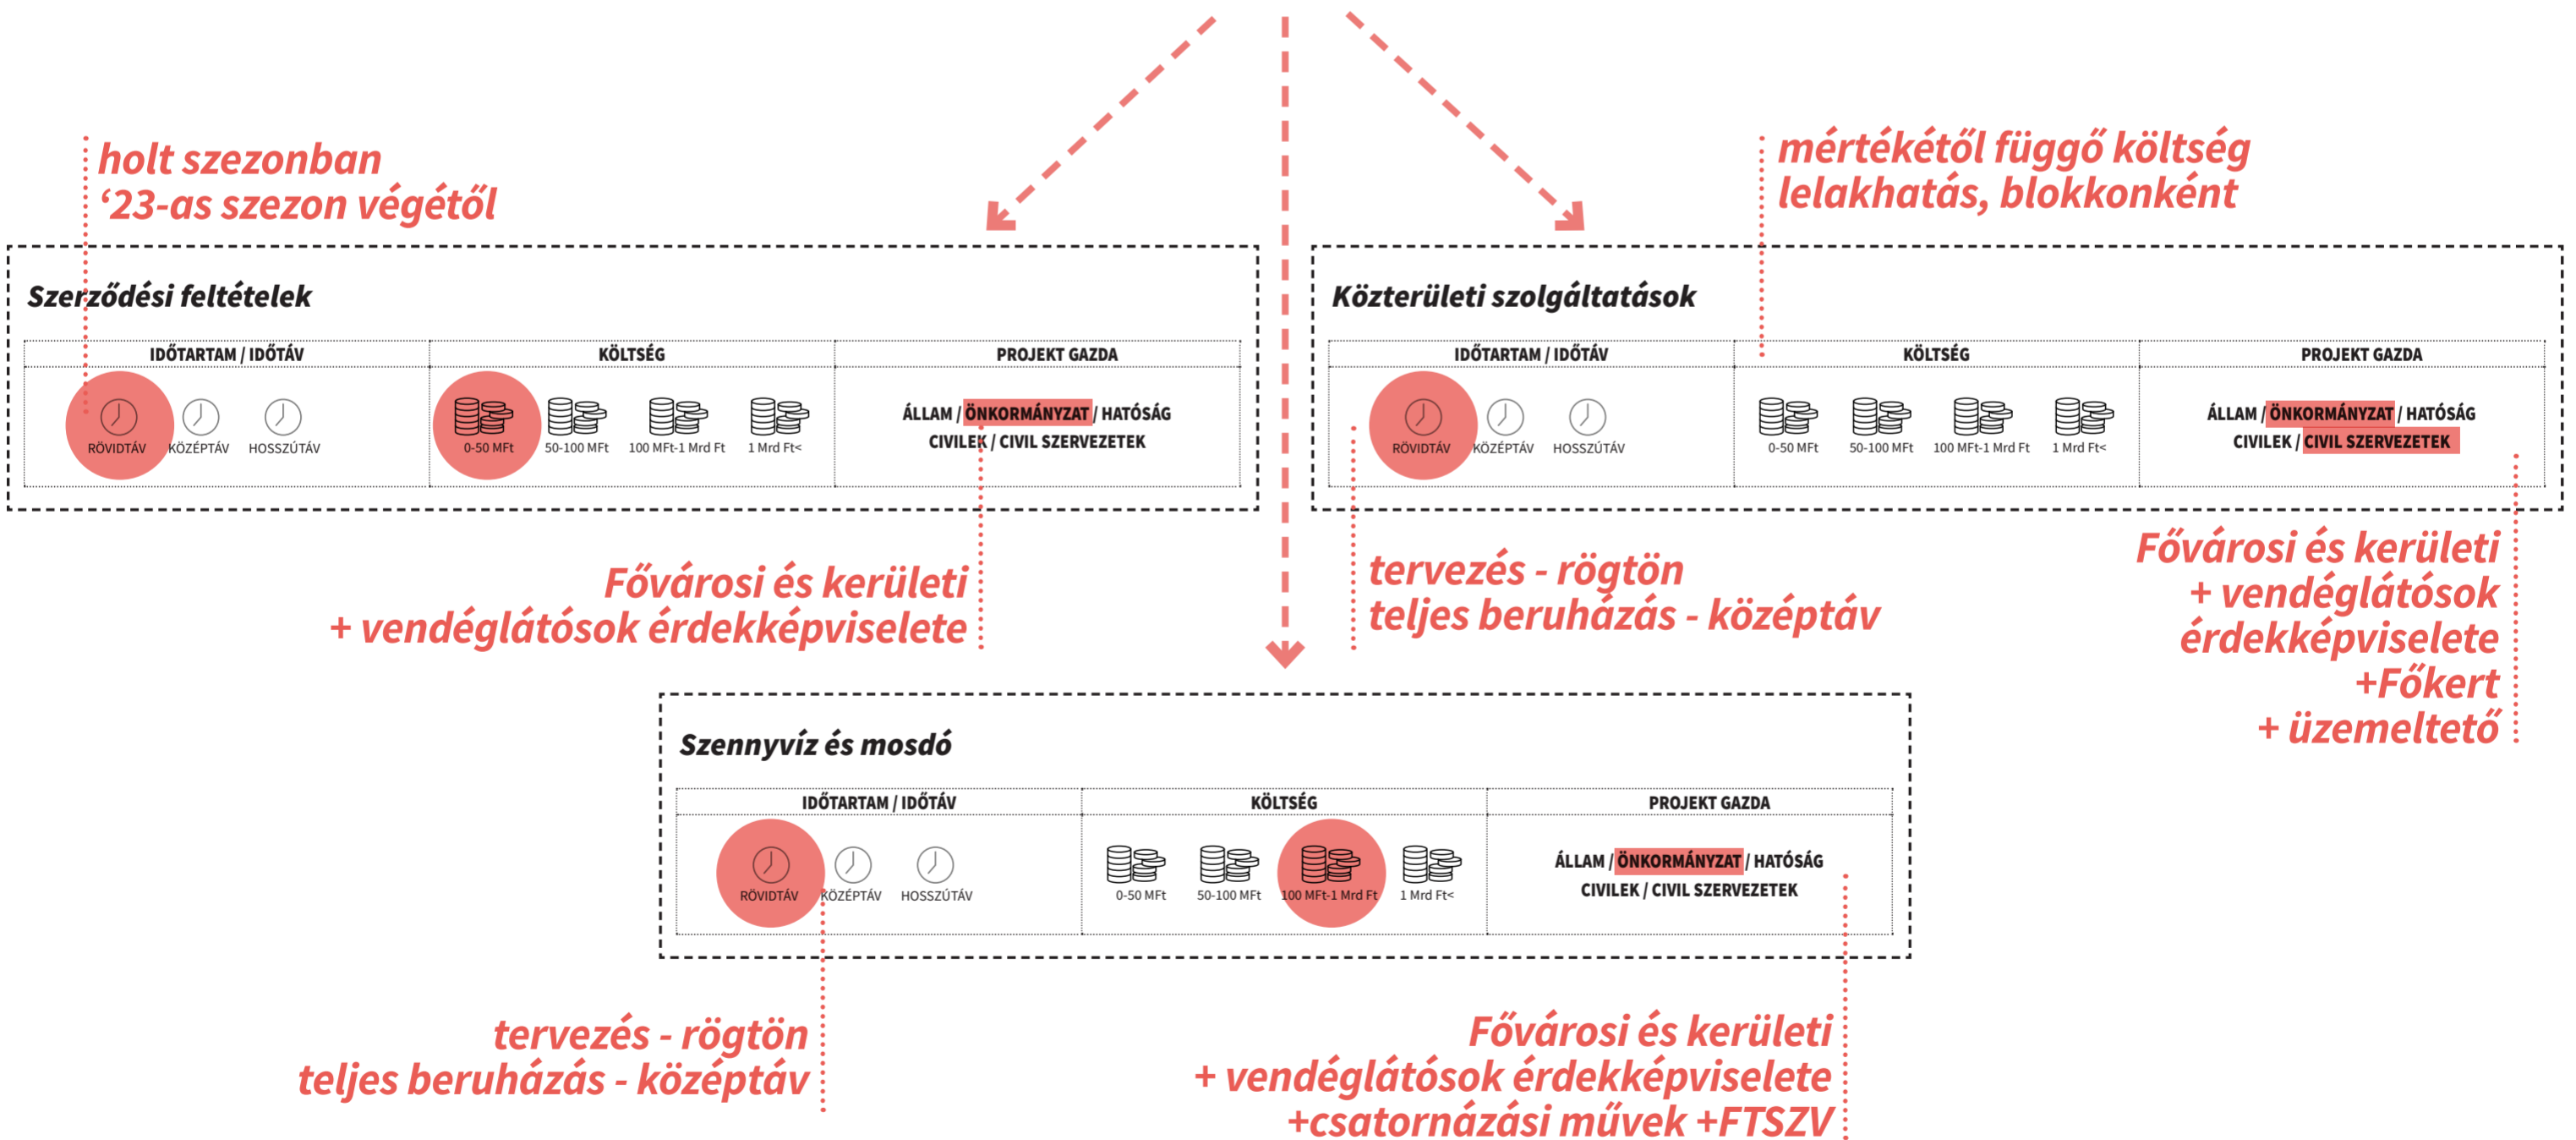 holt szezonban
‘23-as szezon végétől
Szerződési feltételek
IDŐTARTAM / IDŐTÁV
KÖLTSÉG
PROJEKT GAZDA
RÖVIDTÁV
KÖZÉPTÁV
HOSSZÚTÁV
0-50 MFt
50-100 MFt
100 MFt-1 Mrd Ft
1 Mrd Ft<
ÁLLAM / ÖNKORMÁNYZAT / HATÓSÁG
CIVILEK / CIVIL SZERVEZETEK
Fővárosi és kerületi
+ vendéglátósok érdekképviselete
mértékétől függő költség
lelakhatás, blokkonként
Közterületi szolgáltatások
IDŐTARTAM / IDŐTÁV
KÖLTSÉG
PROJEKT GAZDA
RÖVIDTÁV
KÖZÉPTÁV
HOSSZÚTÁV
0-50 MFt
50-100 MFt
100 MFt-1 Mrd Ft
1 Mrd Ft<
ÁLLAM / ÖNKORMÁNYZAT / HATÓSÁG
CIVILEK / CIVIL SZERVEZETEK
tervezés - rögtön
teljes beruházás - középtáv
Fővárosi és kerületi
+ vendéglátósok
érdekképviselete
+Főkert
+ üzemeltető
Szennyvíz és mosdó
IDŐTARTAM / IDŐTÁV
KÖLTSÉG
PROJEKT GAZDA
RÖVIDTÁV
KÖZÉPTÁV
HOSSZÚTÁV
0-50 MFt
50-100 MFt
100 MFt-1 Mrd Ft
1 Mrd Ft<
ÁLLAM / ÖNKORMÁNYZAT / HATÓSÁG
CIVILEK / CIVIL SZERVEZETEK
tervezés - rögtön
teljes beruházás - középtáv
Fővárosi és kerületi
+ vendéglátósok érdekképviselete
+csatornázási művek +FTSZV